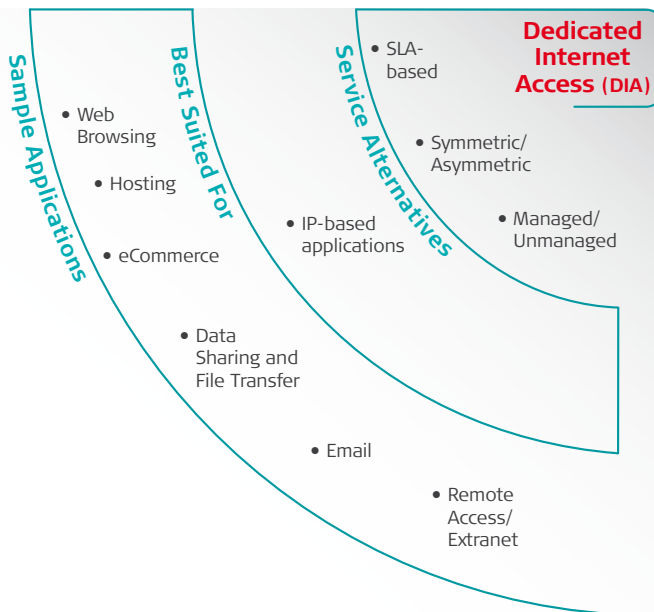 Dedicated
Internet
Access (DIA)
Service Alternatives
• SLA-
based
• Symmetric/
Asymmetric
• Managed/
Unmanaged
Best Suited For
• IP-based
applications
Sample Applications
• Web
Browsing
• Hosting
• eCommerce
• Data
Sharing and
File Transfer
• Email
• Remote
Access/
Extranet